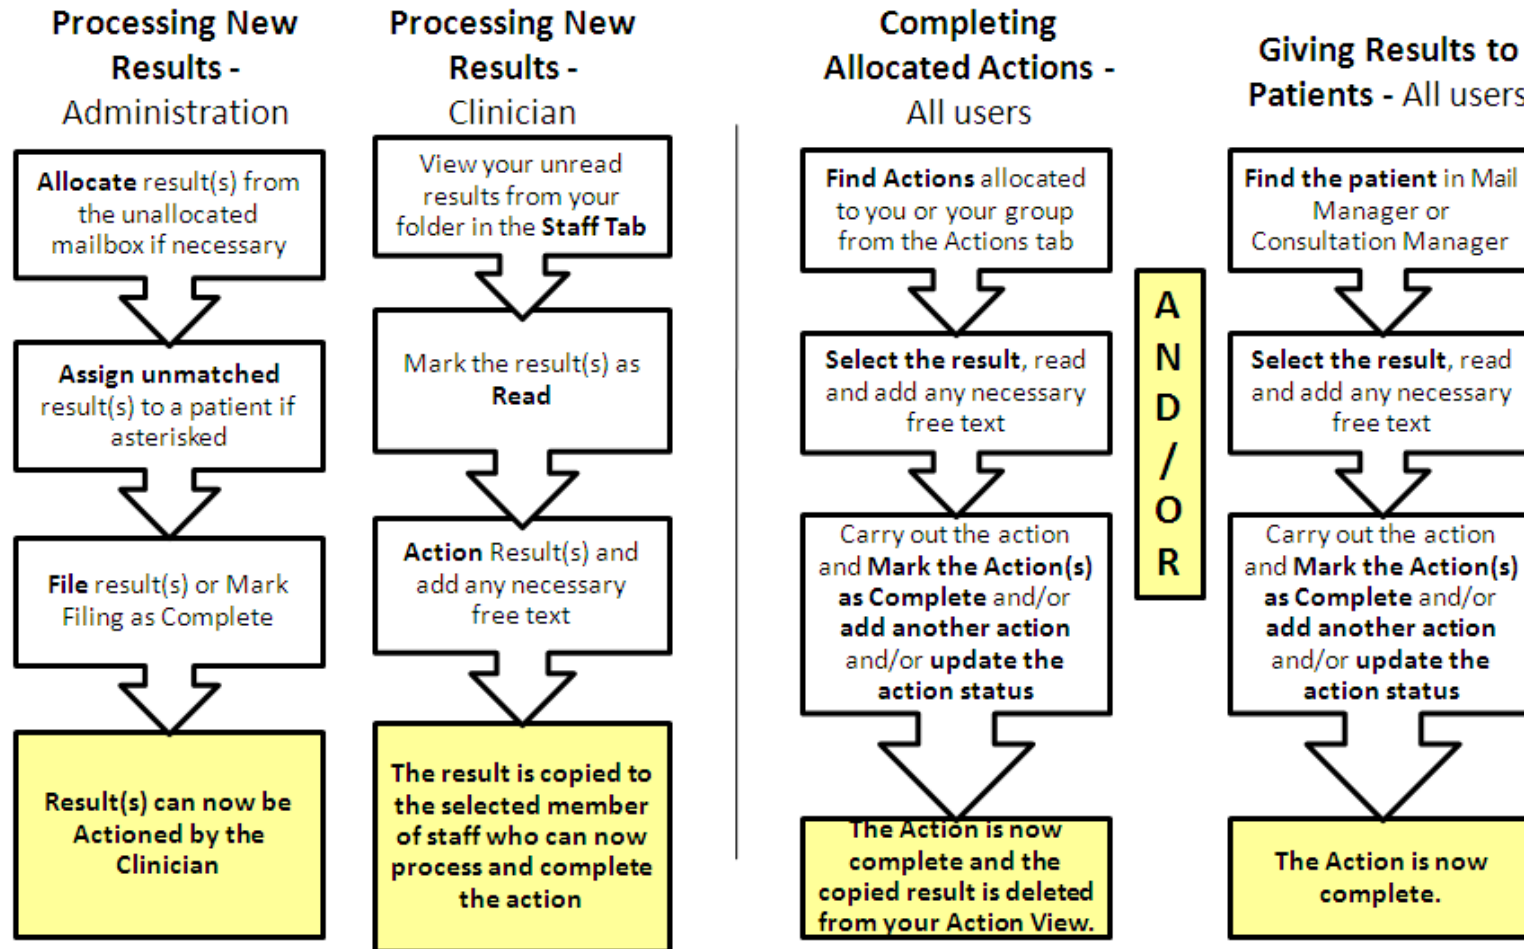 Processing New
Results -
Administration
Allocate result(s) from
the unallocated
mailbox if necessary
Assign unmatched
result(s) to a patient if
asterisked
File result(s) or Mark
Filing as Complete
Result(s) can now be
Actioned by the
Clinician
Processing New
Results -
Clinician
View your unread
results from your
folder in the Staff Tab
Mark the result(s) as
Read
Action Result(s) and
add any necessary
free text
The result is copied to
the selected member
of staff who can now
process and complete
the action
Completing
Allocated Actions -
All users
Find Actions allocated
to you or your group
from the Actions tab
Select the result, read
and add any necessary
free text
Carry out the action
and Mark the Action(s)
as Complete and/or
add another action
and/or update the
action status
The Action is now
complete and the
copied result is deleted
from your Action View.
A
N
D
/
O
R
Giving Results to
Patients - All users
Find the patient in Mail
Manager or
Consultation Manager
Select the result, read
and add any necessary
free text
Carry out the action
and Mark the Action(s)
as Complete and/or
add another action
and/or update the
action status
The Action is now
complete.